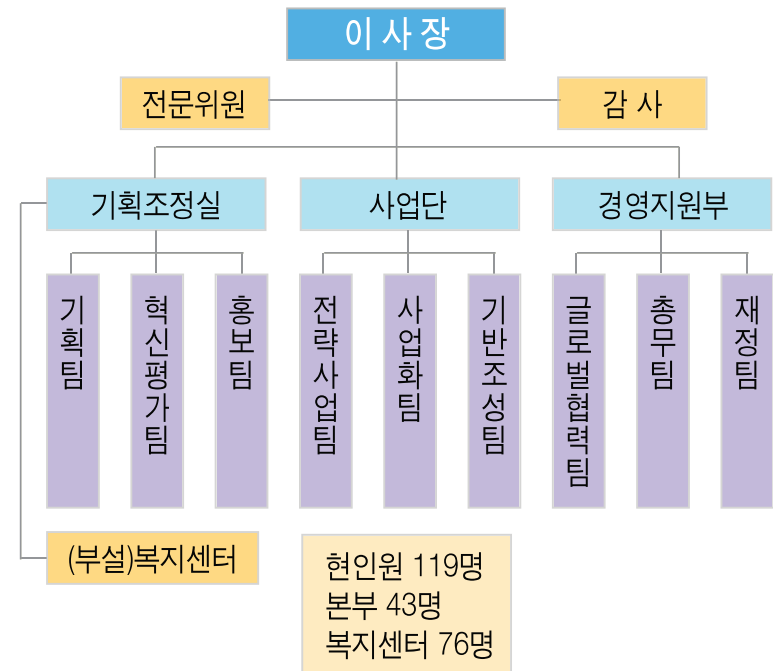 이 사 장
전문위원
감 사
기획조정실
사업단
경영지원부
기획팀
혁신평가팀
홍보팀
전략사업팀
사업화팀
기반조성팀
글로벌협력팀
총무팀
재정팀
(부설)복지센터
현인원 119명
본부 43명
복지센터 76명